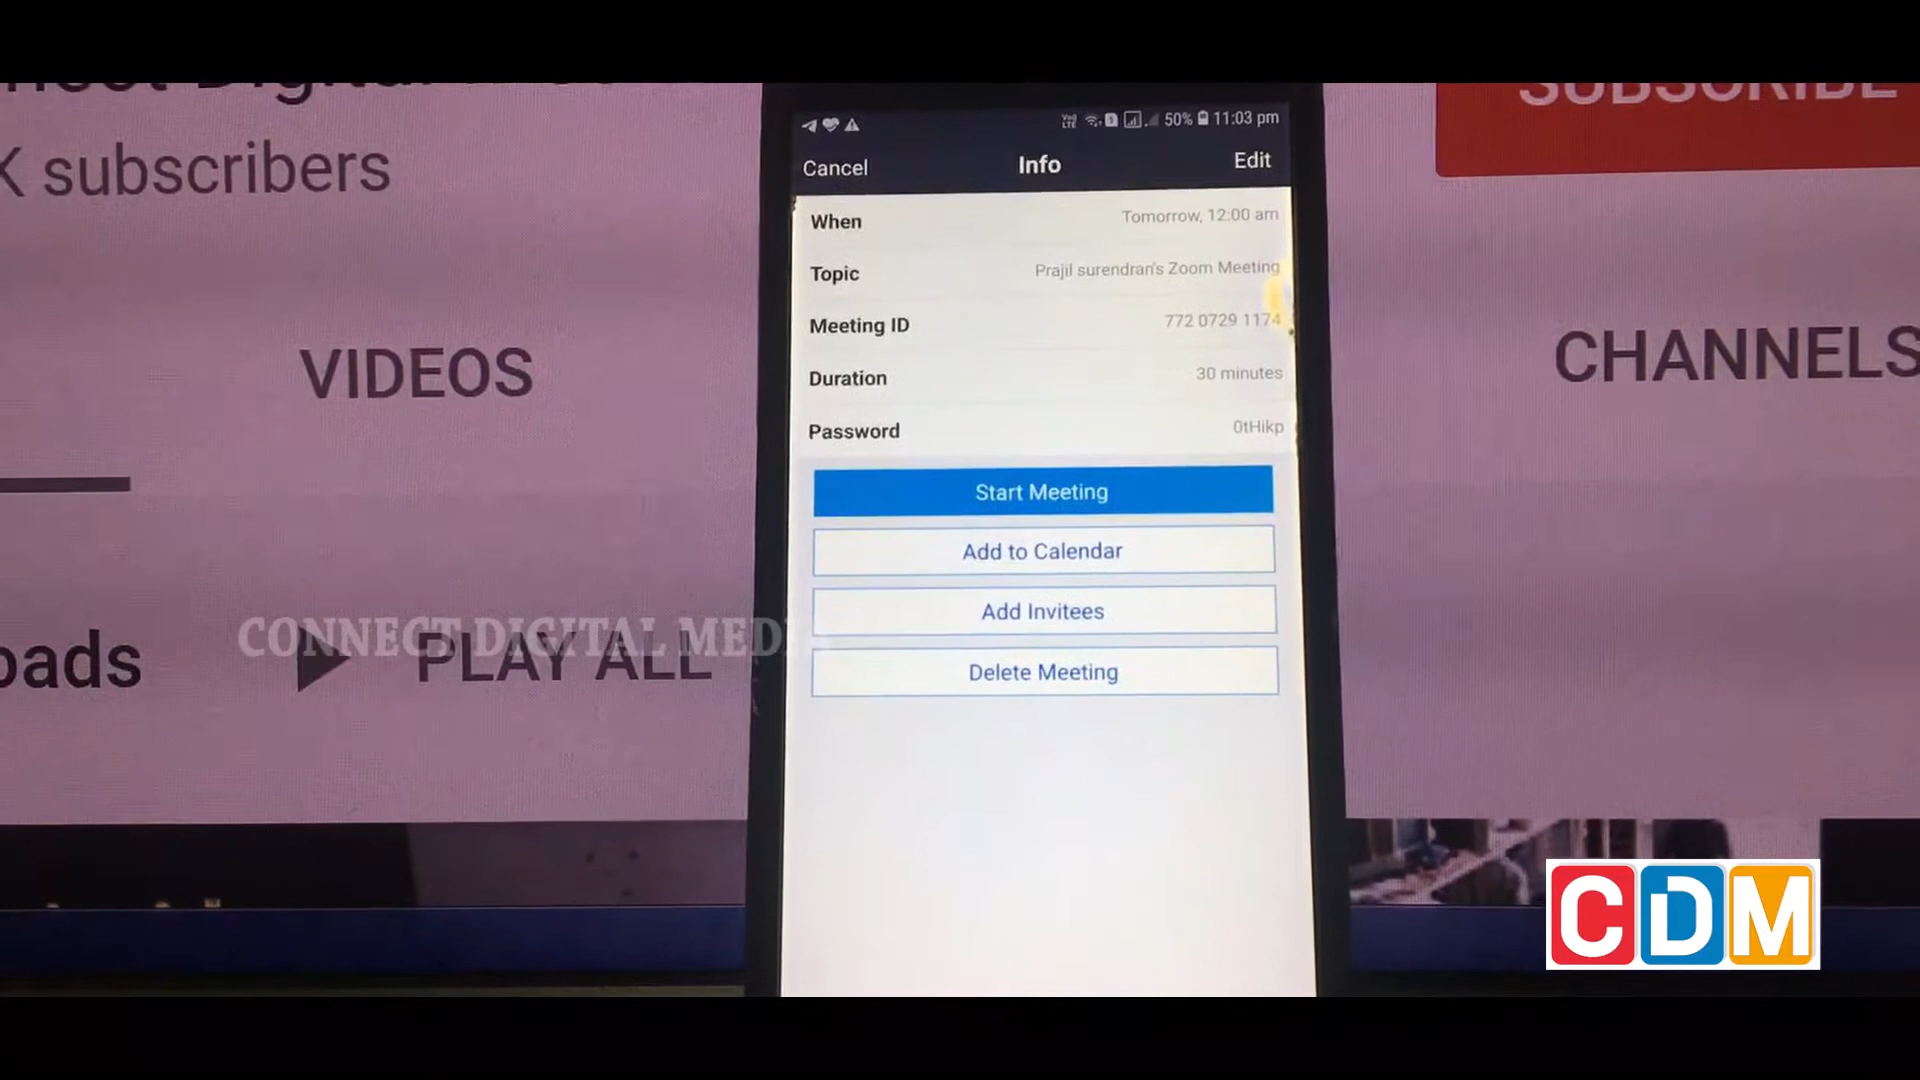 K subscribers
SUBSCRIBE
VIDEOS
CHANNELS
PLAY ALL
50% 11:03 pm
Cancel
Info
Edit
When
Tomorrow, 12:00 am
Topic
Prajil surendran's Zoom Meeting
Meeting ID
772 0729 1174
Duration
30 minutes
Password
0tHikp
Start Meeting
Add to Calendar
Add Invitees
Delete Meeting
CONNECT DIGITAL MEDIA
CDM